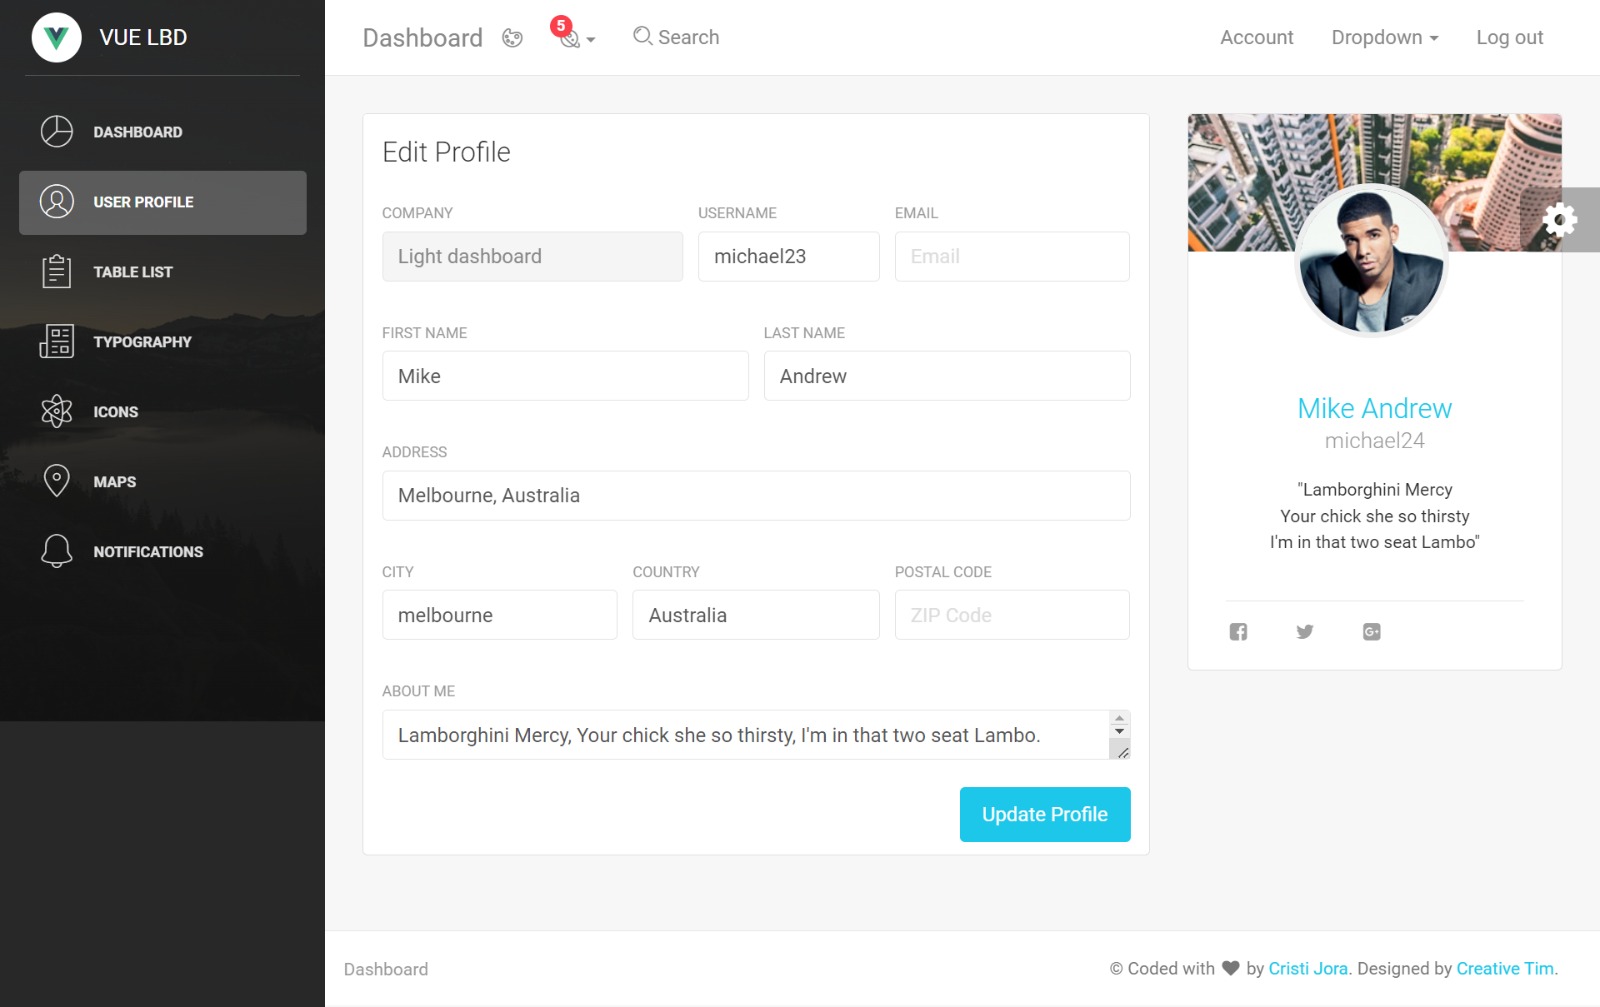 VUE LBD
DASHBOARD
USER PROFILE
TABLE LIST
TYPOGRAPHY
ICONS
MAPS
NOTIFICATIONS
Dashboard 5 Search Account Dropdown Log out
Edit Profile
COMPANY USERNAME EMAIL
Light dashboard michael23 Email
FIRST NAME LAST NAME
Mike Andrew
ADDRESS
Melbourne, Australia
CITY COUNTRY POSTAL CODE
melbourne Australia ZIP Code
ABOUT ME
Lamborghini Mercy, Your chick she so thirsty, I'm in that two seat Lambo.
Update Profile
Mike Andrew
michael24
"Lamborghini Mercy
Your chick she so thirsty
I'm in that two seat Lambo"
Dashboard
© Coded with ♥ by Cristi Jora. Designed by Creative Tim.